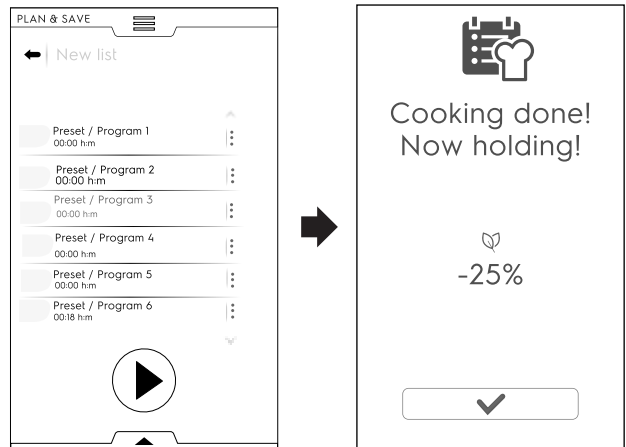 PLAN & SAVE
New list
Preset / Program 1
00:00 h:m
Preset / Program 2
00:00 h:m
Preset / Program 3
00:00 h:m
Preset / Program 4
00:00 h:m
Preset / Program 5
00:00 h:m
Preset / Program 6
00:18 h:m
Cooking done!
Now holding!
-25%